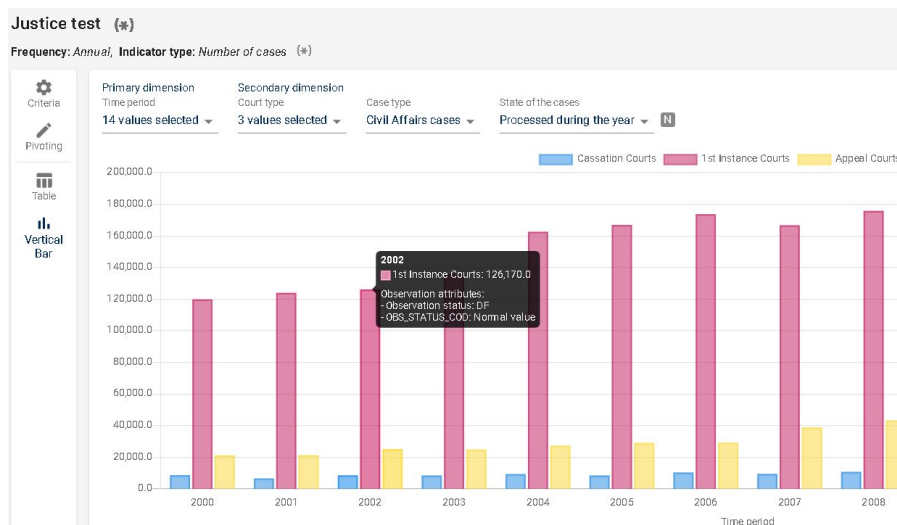 Justice test {*}
Frequency: Annual, Indicator type: Number of cases {*}
Criteria
Pivoting
Table
Vertical
Bar
Primary dimension
Time period
14 values selected
Secondary dimension
Court type
3 values selected
Case type
Civil Affairs cases
State of the cases
Processed during the year N
Cassation Courts 1st Instance Courts Appeal Courts
200,000.0
180,000.0
160,000.0
140,000.0
120,000.0
100,000.0
80,000.0
60,000.0
40,000.0
20,000.0
0.0
2002
1st Instance Courts: 126,170.0
Observation attributes:
- Observation status: DF
- OBS_STATUS_COD: Normal value
2000 2001 2002 2003 2004 2005 2006 2007 2008
Time period